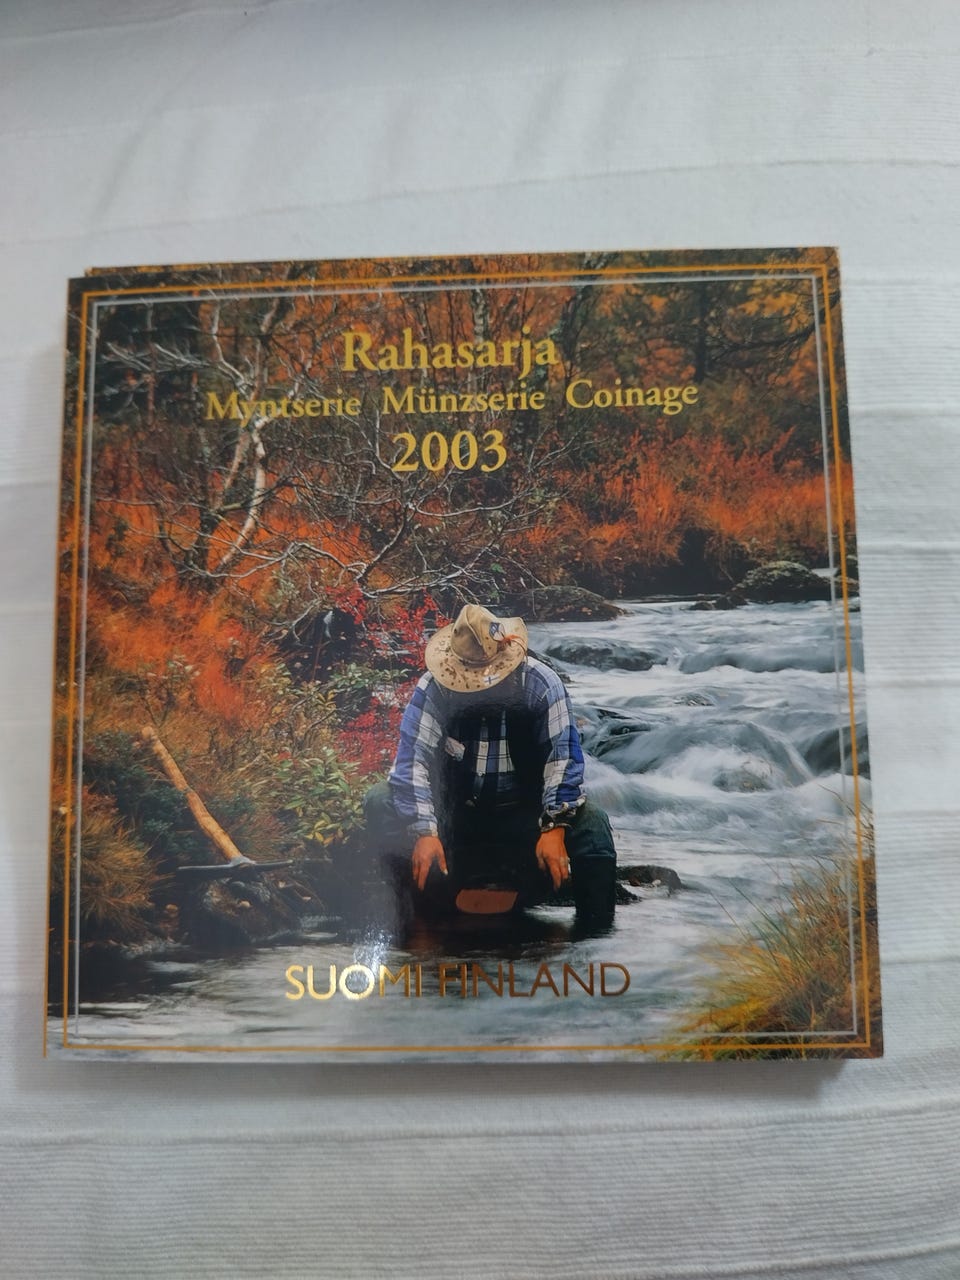 Rahasarja
Myntserie Münzserie Coinage
2003
SUOMI FINLAND